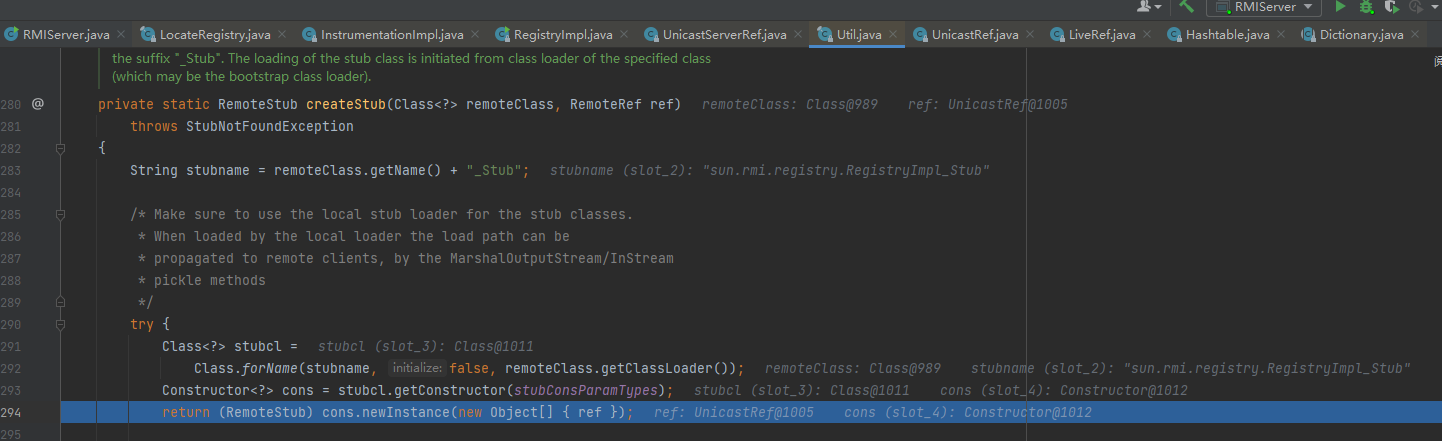 RMIServer
RMIServer.java LocateRegistry.java InstrumentationImpl.java RegistryImpl.java UnicastServerRef.java Util.java UnicastRef.java LiveRef.java Hashtable.java Dictionary.java
the suffix "_Stub". The loading of the stub class is initiated from class loader of the specified class
(which may be the bootstrap class loader).
阅
280 @ private static RemoteStub createStub(Class<?> remoteClass, RemoteRef ref) remoteClass: Class@989 ref: UnicastRef@1005
281 throws StubNotFoundException
282 {
283 String stubname = remoteClass.getName() + "_Stub"; stubname (slot_2): "sun.rmi.registry.RegistryImpl_Stub"
284
285 /* Make sure to use the local stub loader for the stub classes.
286 * When loaded by the local loader the load path can be
287 * propagated to remote clients, by the MarshalOutputStream/InStream
288 * pickle methods
289 */
290 try {
291 Class<?> stubcl = stubcl (slot_3): Class@1011
292 Class.forName(stubname, initialize: false, remoteClass.getClassLoader()); remoteClass: Class@989 stubname (slot_2): "sun.rmi.registry.RegistryImpl_Stub"
293 Constructor<?> cons = stubcl.getConstructor(stubConsParamTypes); stubcl (slot_3): Class@1011 cons (slot_4): Constructor@1012
294 return (RemoteStub) cons.newInstance(new Object[] { ref }); ref: UnicastRef@1005 cons (slot_4): Constructor@1012
295